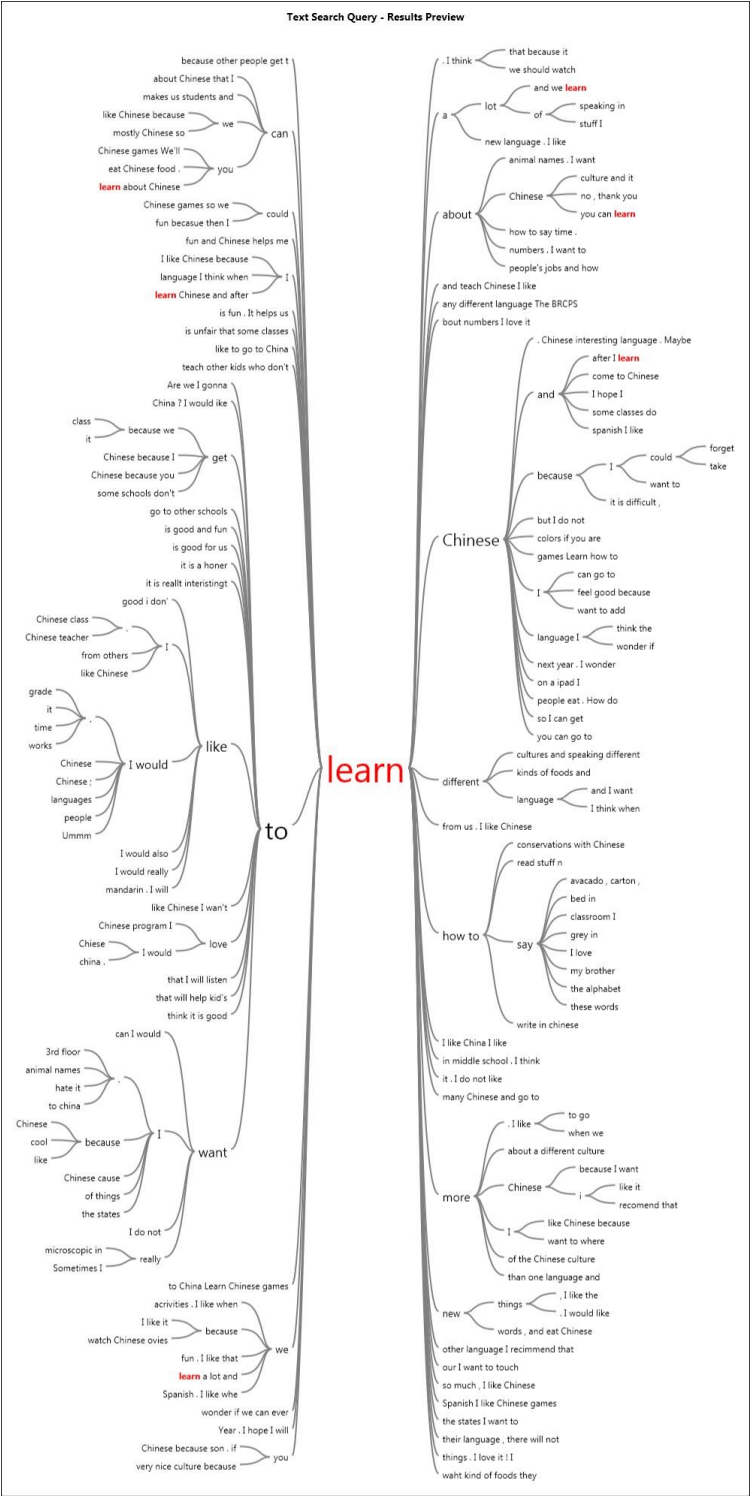 Text Search Query - Results Preview
because other people get t
about Chinese that I
makes us students and
like Chinese because
mostly Chinese so
we
Chinese games We'll
eat Chinese food .
learn about Chinese
you
can
Chinese games so we
fun becasue then I
could
fun and Chinese helps me
I like Chinese because
language I think when
learn Chinese and after
I
is fun . It helps us
is unfair that some classes
like to go to China
teach other kids who don't
Are we I gonna
China ? I would ike
class
it
because we
Chinese because I
Chinese because you
some schools don't
get
go to other schools
is good and fun
is good for us
it is a honer
it is reallt interistingt
good i don'
Chinese class
Chinese teacher
.
from others
like Chinese
I
grade
it
time
works
.
Chinese
Chinese ;
languages
people
Ummm
I would
I would also
I would really
mandarin . I will
like
like Chinese I wan't
Chinese program I
Chiese
china .
I would
love
that I will listen
that will help kid's
think it is good
can I would
3rd floor
animal names
hate it
to china
.
Chinese
cool
like
because
Chinese cause
of things
the states
I
I do not
microscopic in
Sometimes I
really
want
to
to China Learn Chinese games
acrivities . I like when
I like it
watch Chinese ovies
because
fun . I like that
learn a lot and
Spanish . I like whe
we
wonder if we can ever
Year . I hope I will
Chinese because son . if
very nice culture because
you
learn
. I think
that because it
we should watch
a
lot
and we learn
of
speaking in
stuff I
new language . I like
about
animal names . I want
Chinese
culture and it
no , thank you
you can learn
how to say time .
numbers . I want to
people's jobs and how
and teach Chinese I like
any different language The BRCPS
bout numbers I love it
Chinese
. Chinese interesting language . Maybe
and
after I learn
come to Chinese
I hope I
some classes do
spanish I like
because
I
could
forget
take
want to
it is difficult ,
but I do not
colors if you are
games Learn how to
I
can go to
feel good because
want to add
language I
think the
wonder if
next year . I wonder
on a ipad I
people eat . How do
so I can get
you can go to
different
cultures and speaking different
kinds of foods and
language
and I want
I think when
from us . I like Chinese
how to
conservations with Chinese
read stuff n
say
avacado , carton ,
bed in
classroom I
grey in
I love
my brother
the alphabet
these words
write in chinese
I like China I like
in middle school . I think
it . I do not like
many Chinese and go to
more
. I like
to go
when we
about a different culture
Chinese
because I want
i
like it
recomend that
I
like Chinese because
want to where
of the Chinese culture
than one language and
new
things
, I like the
. I would like
words , and eat Chinese
other language I recimmend that
our I want to touch
so much , I like Chinese
Spanish I like Chinese games
the states I want to
their language , there will not
things . I love it ! I
waht kind of foods they